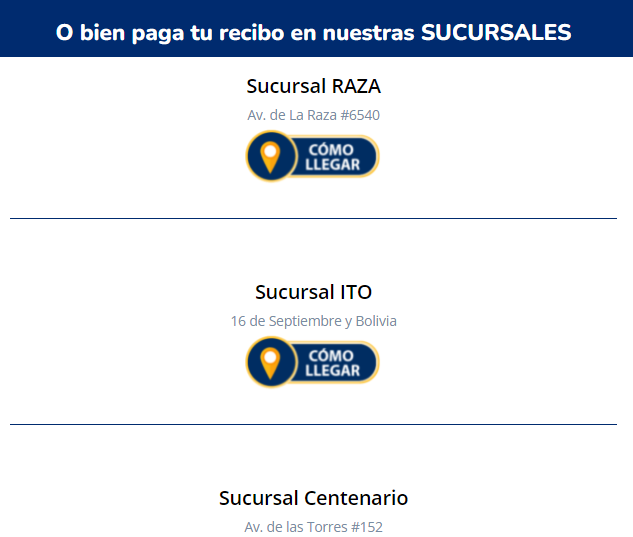 O bien paga tu recibo en nuestras SUCURSALES
Sucursal RAZA
Av. de La Raza #6540
CÓMO
LLEGAR
Sucursal ITO
16 de Septiembre y Bolivia
CÓMO
LLEGAR
Sucursal Centenario
Av. de las Torres #152